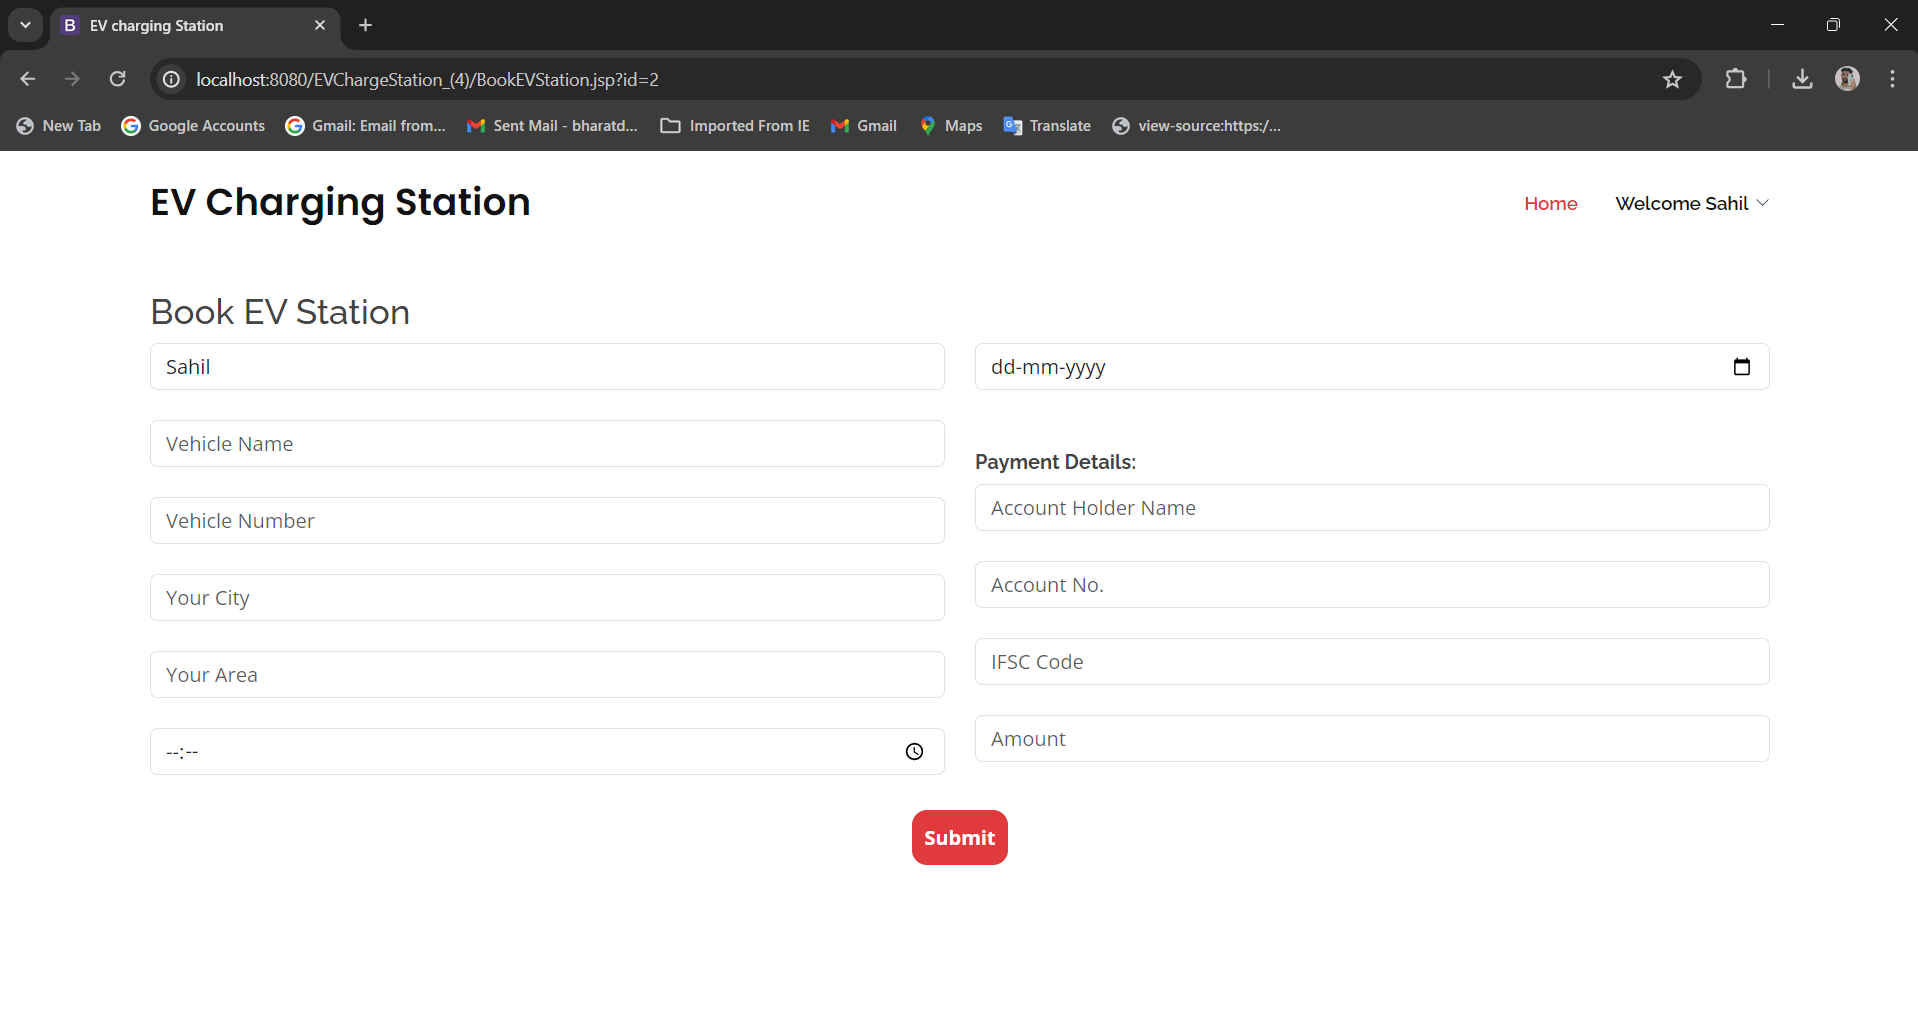 EV charging Station
localhost:8080/EVChargeStation_(4)/BookEVStation.jsp?id=2
New Tab Google Accounts Gmail: Email from... Sent Mail - bharatd... Imported From IE Gmail Maps Translate view-source:https:/...
EV Charging Station Home Welcome Sahil
Book EV Station
Sahil
Vehicle Name
Vehicle Number
Your City
Your Area
--:--
dd-mm-yyyy
Payment Details:
Account Holder Name
Account No.
IFSC Code
Amount
Submit